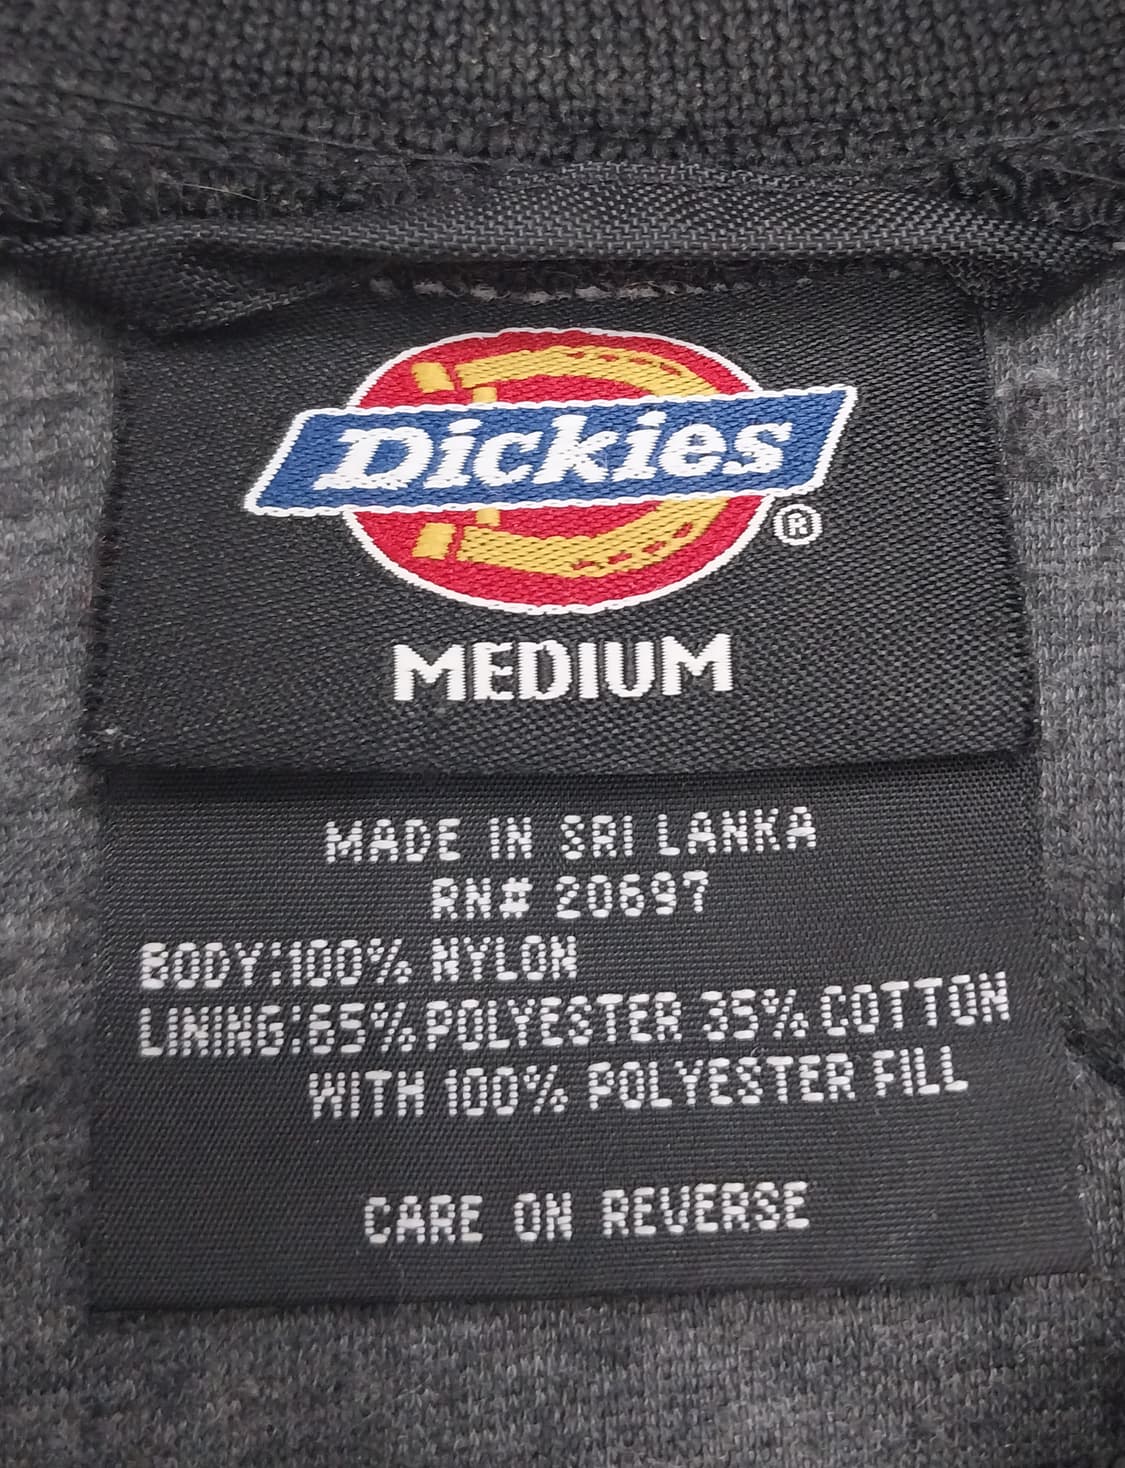 Dickies
®
MEDIUM
MADE IN SRI LANKA
RN# 20697
BODY:100% NYLON
LINING:65% POLYESTER 35% COTTON
WITH 100% POLYESTER FILL
CARE ON REVERSE